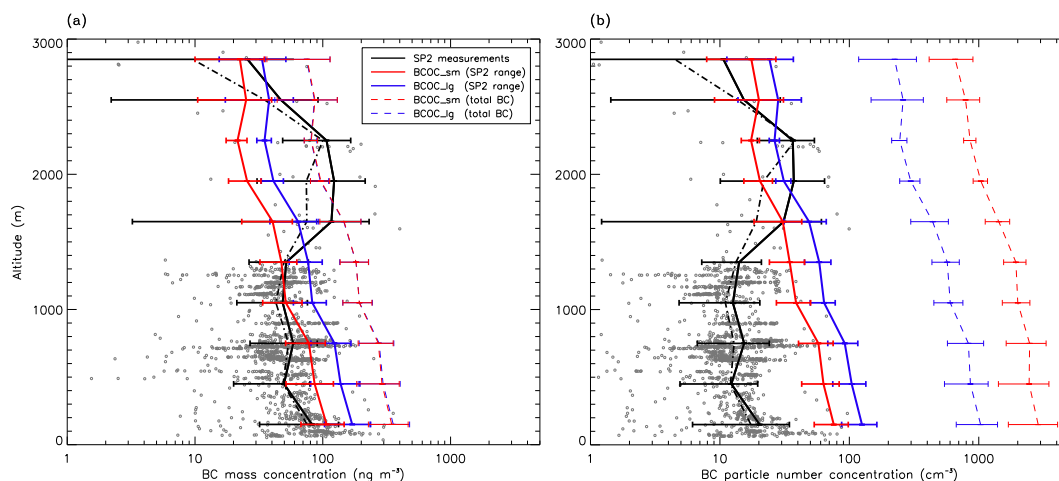 (a)
(b)
3000
2000
1000
0
Altitude (m)
1
10
100
1000
BC mass concentration (ng m⁻³)
SP2 measurements
BCOC_sm (SP2 range)
BCOC_lg (SP2 range)
BCOC_sm (total BC)
BCOC_lg (total BC)
3000
2000
1000
0
1
10
100
1000
BC particle number concentration (cm⁻³)